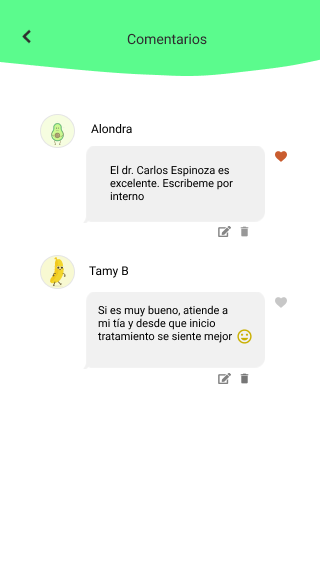 Comentarios
Alondra
El dr. Carlos Espinoza es
excelente. Escribeme por
interno
Tamy B
Si es muy bueno, atiende a
mi tía y desde que inicio
tratamiento se siente mejor